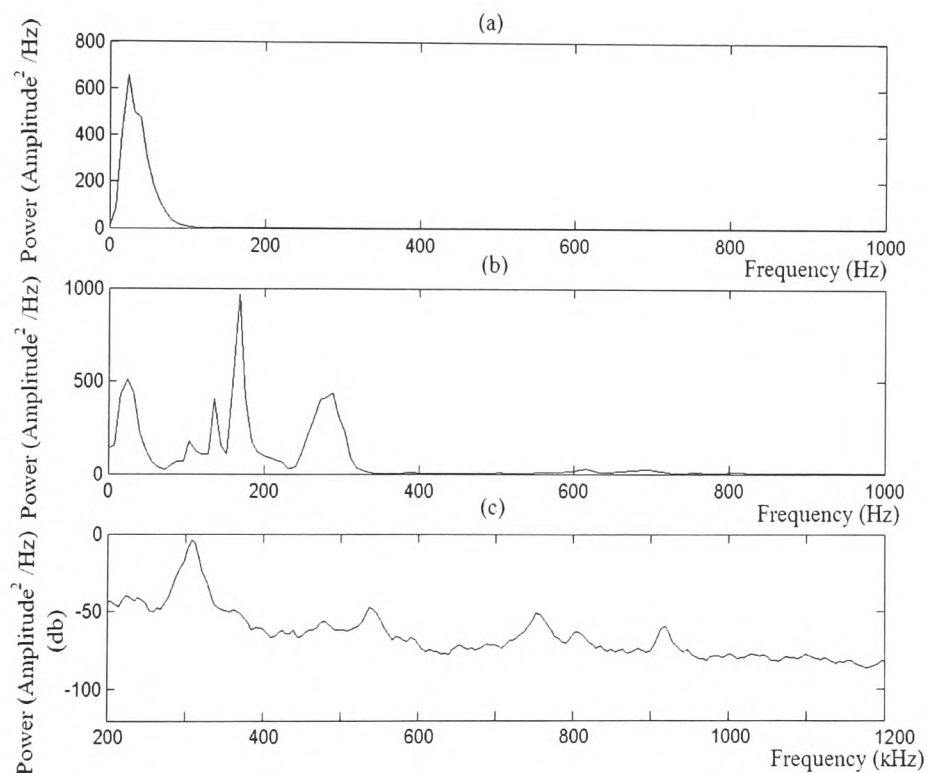 (a)
Power (Amplitude² /Hz)
800
600
400
200
0
0 200 400 600 800 1000
Frequency (Hz)
(b)
Power (Amplitude² /Hz)
1000
500
0
0 200 400 600 800 1000
Frequency (Hz)
(c)
Power (Amplitude² /Hz)
(db)
0
-50
-100
200 400 600 800 1000 1200
Frequency (kHz)